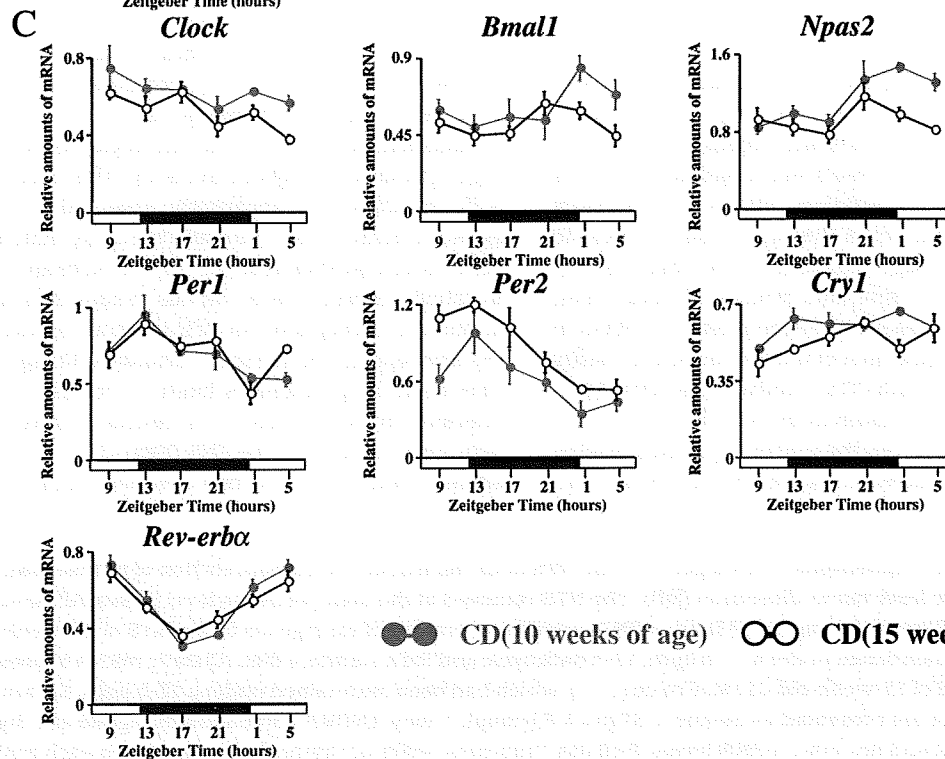 Zeitgeber Time (hours)
C
Clock
Bmal1
Npas2
Relative amounts of mRNA
0.8
0.4
0
9 13 17 21 1 5
Zeitgeber Time (hours)
Relative amounts of mRNA
0.9
0.45
0
9 13 17 21 1 5
Zeitgeber Time (hours)
Relative amounts of mRNA
1.6
0.8
0
9 13 17 21 1 5
Zeitgeber Time (hours)
Per1
Per2
Cry1
Relative amounts of mRNA
1
0.5
0
9 13 17 21 1 5
Zeitgeber Time (hours)
Relative amounts of mRNA
1.2
0.6
0
9 13 17 21 1 5
Zeitgeber Time (hours)
Relative amounts of mRNA
0.7
0.35
0
9 13 17 21 1 5
Zeitgeber Time (hours)
Rev-erbα
Relative amounts of mRNA
0.8
0.4
0
9 13 17 21 1 5
Zeitgeber Time (hours)
CD(10 weeks of age)
CD(15 wee